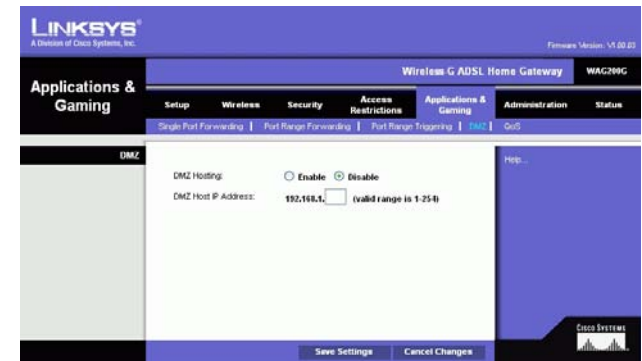 LINKSYS®
A Division of Cisco Systems, Inc.
Firmware Version: V1.00.03
Wireless-G ADSL Home Gateway WAG200G
Applications & Gaming
Setup Wireless Security Access Restrictions Applications & Gaming Administration Status
Single Port Forwarding | Port Range Forwarding | Port Range Triggering | DMZ | QoS
DMZ
DMZ Hosting: Enable Disable
DMZ Host IP Address: 192.168.1. (valid range is 1-254)
Help...
Save Settings Cancel Changes
CISCO SYSTEMS